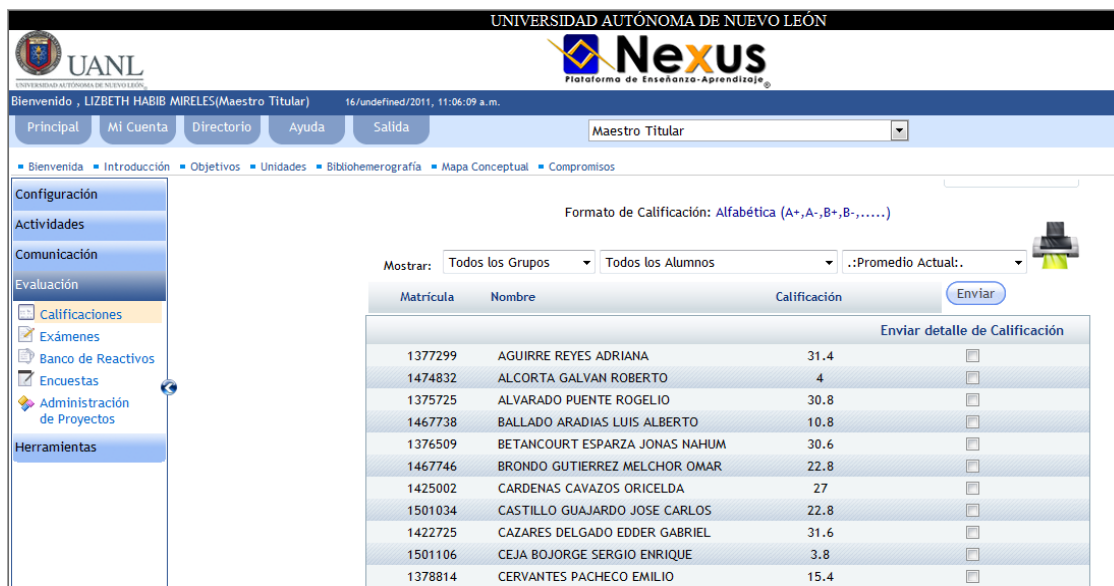 UNIVERSIDAD AUTÓNOMA DE NUEVO LEÓN
UANL
UNIVERSIDAD AUTÓNOMA DE NUEVO LEÓN®
Nexus
Plataforma de Enseñanza-Aprendizaje®
Bienvenido , LIZBETH HABIB MIRELES(Maestro Titular) 16/undefined/2011, 11:06:09 a.m.
Principal Mi Cuenta Directorio Ayuda Salida Maestro Titular
Bienvenida Introducción Objetivos Unidades Bibliohemerografía Mapa Conceptual Compromisos
Configuración
Actividades
Comunicación
Evaluación
Calificaciones
Exámenes
Banco de Reactivos
Encuestas
Administración
de Proyectos
Herramientas
Formato de Calificación: Alfabética (A+,A-,B+,B-,.....)
Mostrar: Todos los Grupos Todos los Alumnos .:Promedio Actual:.
Matrícula Nombre Calificación Enviar
Enviar detalle de Calificación
1377299 AGUIRRE REYES ADRIANA 31.4
1474832 ALCORTA GALVAN ROBERTO 4
1375725 ALVARADO PUENTE ROGELIO 30.8
1467738 BALLADO ARADIAS LUIS ALBERTO 10.8
1376509 BETANCOURT ESPARZA JONAS NAHUM 30.6
1467746 BRONDO GUTIERREZ MELCHOR OMAR 22.8
1425002 CARDENAS CAVAZOS ORICELDA 27
1501034 CASTILLO GUAJARDO JOSE CARLOS 22.8
1422725 CAZARES DELGADO EDDER GABRIEL 31.6
1501106 CEJA BOJORGE SERGIO ENRIQUE 3.8
1378814 CERVANTES PACHECO EMILIO 15.4